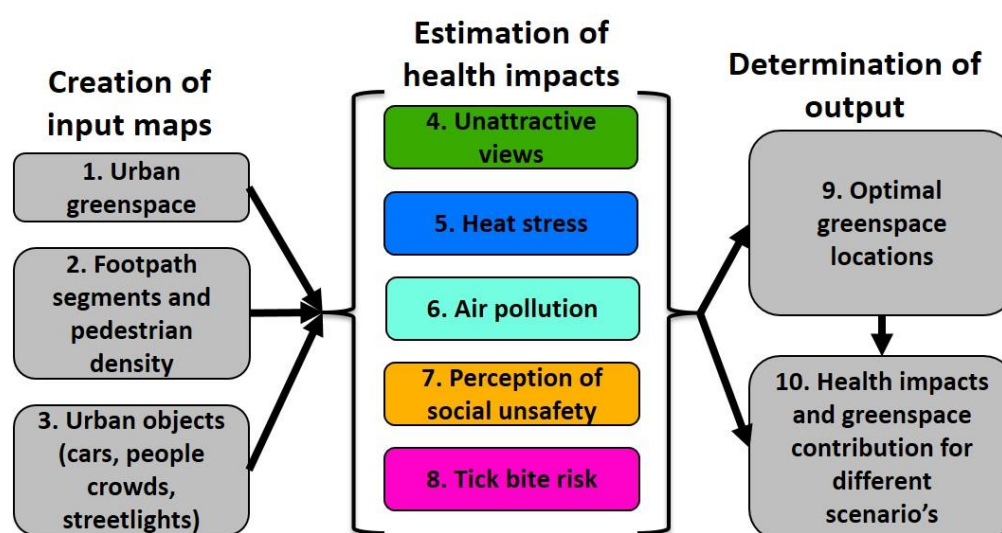 Creation of
input maps
1. Urban
greenspace
2. Footpath
segments and
pedestrian
density
3. Urban objects
(cars, people
crowds,
streetlights)
Estimation of
health impacts
4. Unattractive
views
5. Heat stress
6. Air pollution
7. Perception of
social unsafety
8. Tick bite risk
Determination of
output
9. Optimal
greenspace
locations
10. Health impacts
and greenspace
contribution for
different
scenario's